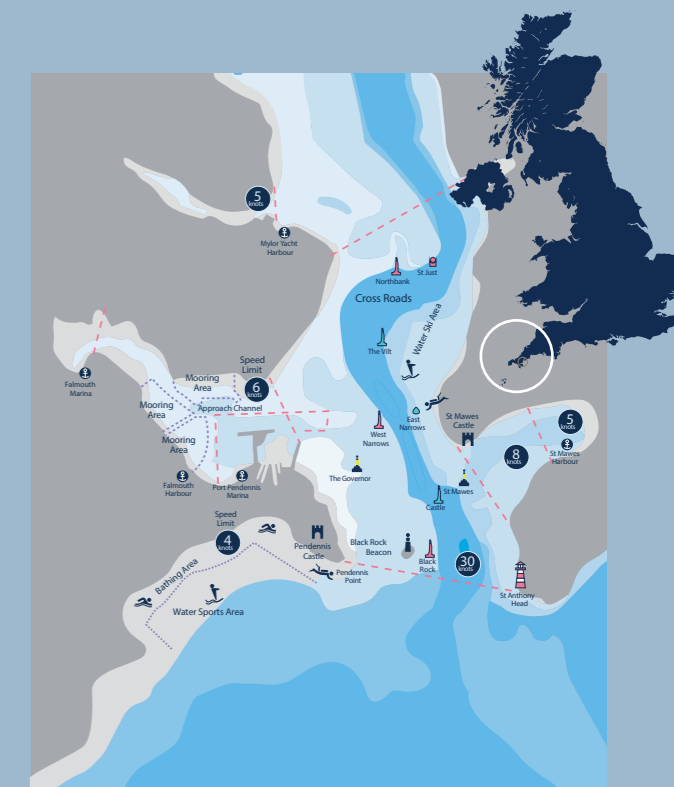 5
knots
Mylor Yacht
Harbour
Northbank
St Just
Cross Roads
Water Ski Area
The Vilt
Falmouth
Marina
Mooring
Area
Speed
Limit
6
knots
Mooring
Area
Approach Channel
Mooring
Area
West
Narrows
East
Narrows
St Mawes
Castle
5
knots
8
knots
St Mawes
Harbour
Falmouth
Harbour
Port Pendennis
Marina
The Governor
St Mawes
Castle
Speed
Limit
4
knots
Pendennis
Castle
Black Rock
Beacon
Black
Rock
30
knots
Pendennis
Point
Bathing Area
Water Sports Area
St Anthony
Head